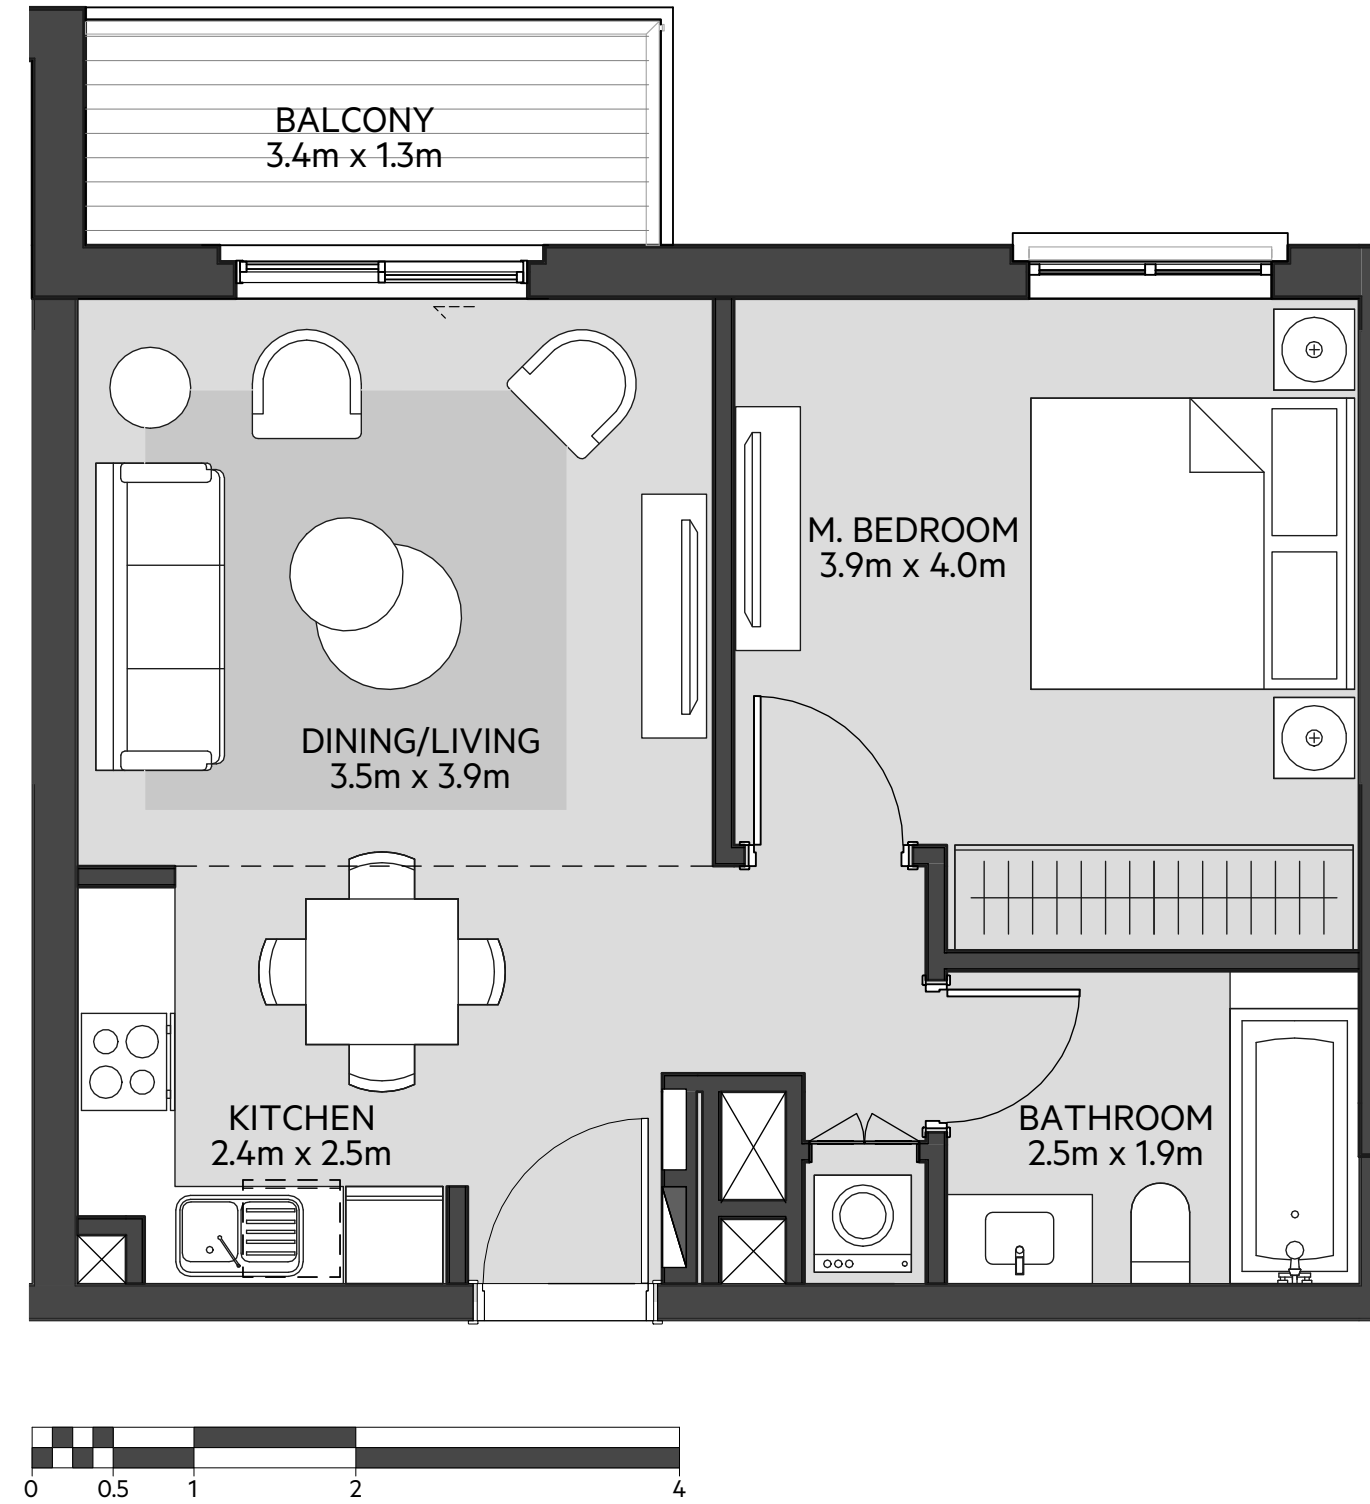 BALCONY
3.4m x 1.3m
M. BEDROOM
3.9m x 4.0m
DINING/LIVING
3.5m x 3.9m
KITCHEN
2.4m x 2.5m
BATHROOM
2.5m x 1.9m
0 0.5 1 2 4